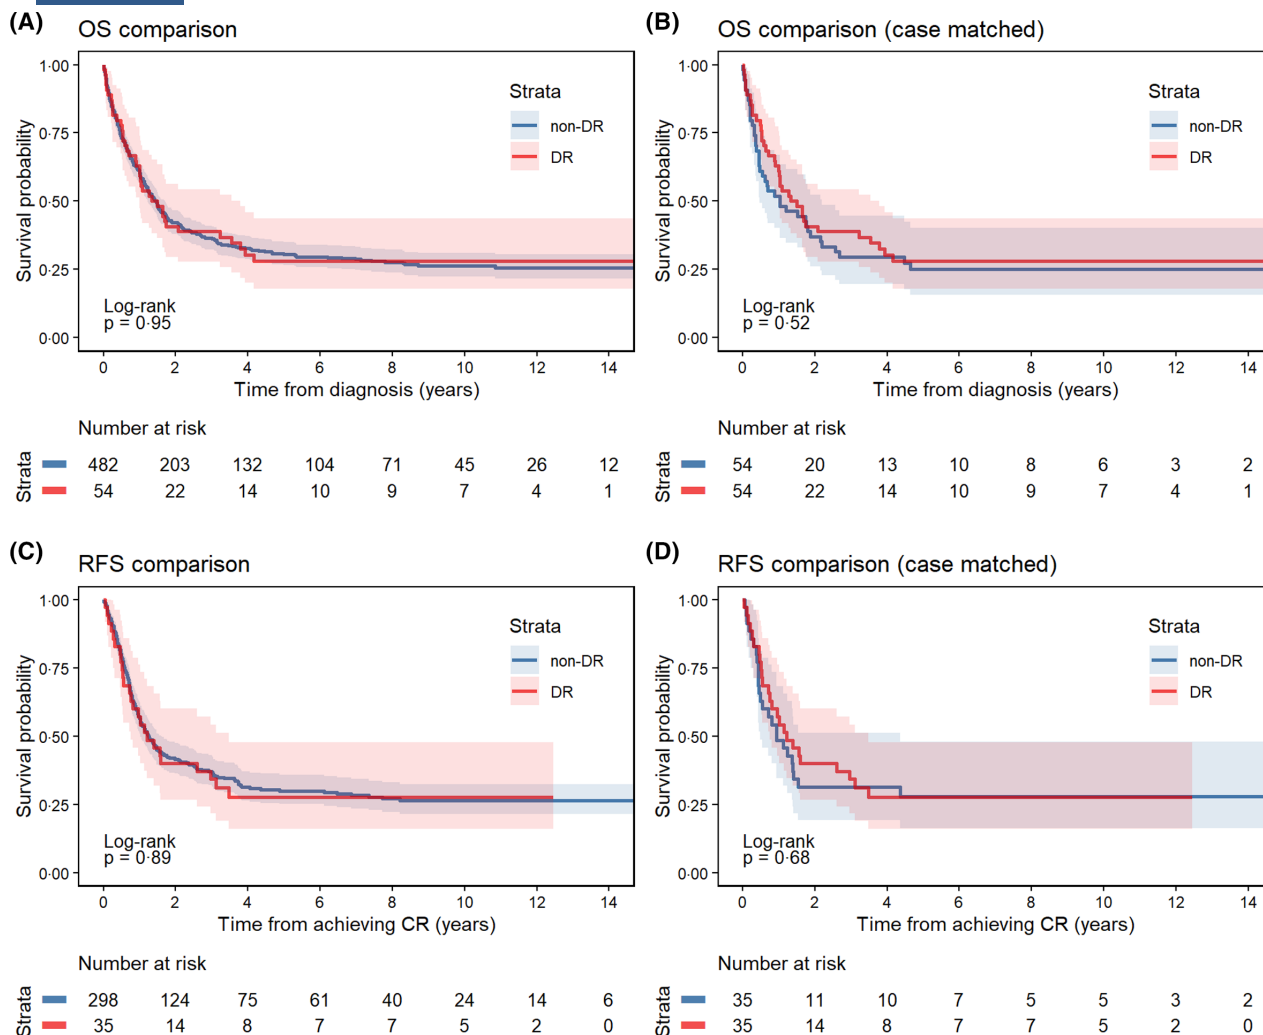 (A) OS comparison
1·00
0·75
0·50
0·25
0·00
Survival probability
Strata
non-DR
DR
Log-rank
p = 0·95
0 2 4 6 8 10 12 14
Time from diagnosis (years)
Number at risk
Strata
482 203 132 104 71 45 26 12
54 22 14 10 9 7 4 1
(B) OS comparison (case matched)
1·00
0·75
0·50
0·25
0·00
Survival probability
Strata
non-DR
DR
Log-rank
p = 0·52
0 2 4 6 8 10 12 14
Time from diagnosis (years)
Number at risk
Strata
54 20 13 10 8 6 3 2
54 22 14 10 9 7 4 1
(C) RFS comparison
1·00
0·75
0·50
0·25
0·00
Survival probability
Strata
non-DR
DR
Log-rank
p = 0·89
0 2 4 6 8 10 12 14
Time from achieving CR (years)
Number at risk
Strata
298 124 75 61 40 24 14 6
35 14 8 7 7 5 2 0
(D) RFS comparison (case matched)
1·00
0·75
0·50
0·25
0·00
Survival probability
Strata
non-DR
DR
Log-rank
p = 0·68
0 2 4 6 8 10 12 14
Time from achieving CR (years)
Number at risk
Strata
35 11 10 7 5 5 3 2
35 14 8 7 7 5 2 0